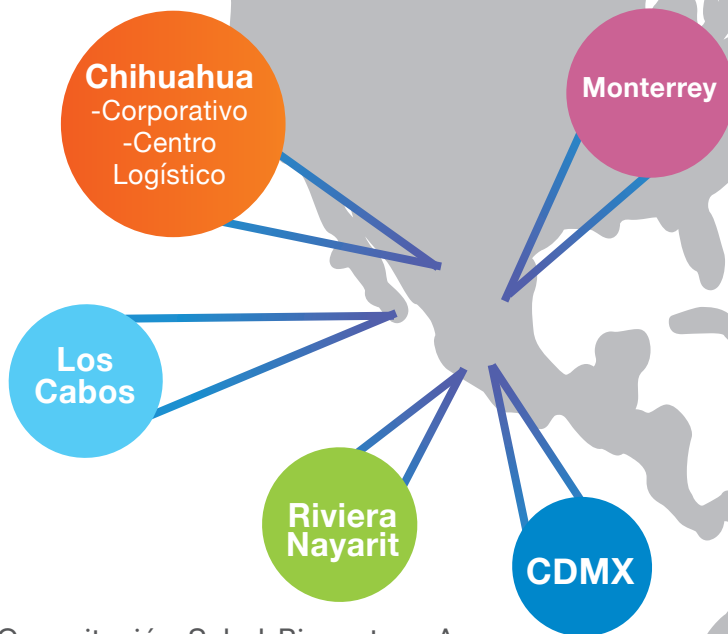 Chihuahua
-Corporativo
-Centro
Logístico
Monterrey
Los
Cabos
Riviera
Nayarit
CDMX